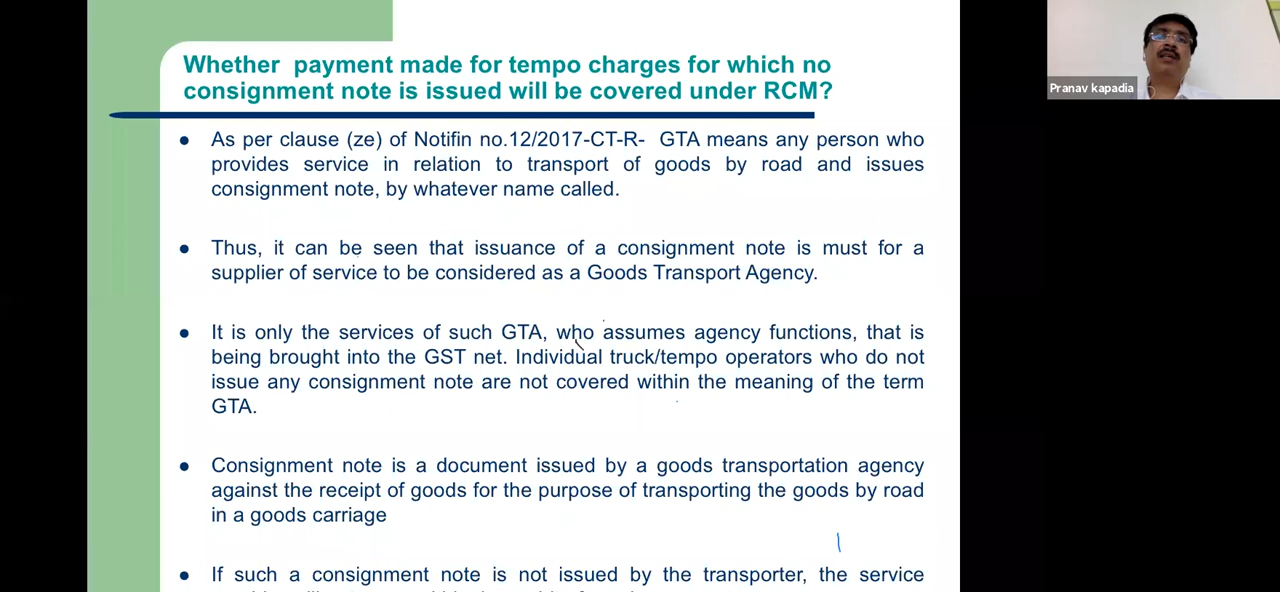 Whether payment made for tempo charges for which no
consignment note is issued will be covered under RCM?
As per clause (ze) of Notifin no.12/2017-CT-R- GTA means any person who
provides service in relation to transport of goods by road and issues
consignment note, by whatever name called.
Thus, it can be seen that issuance of a consignment note is must for a
supplier of service to be considered as a Goods Transport Agency.
It is only the services of such GTA, who assumes agency functions, that is
being brought into the GST net. Individual truck/tempo operators who do not
issue any consignment note are not covered within the meaning of the term
GTA.
Consignment note is a document issued by a goods transportation agency
against the receipt of goods for the purpose of transporting the goods by road
in a goods carriage
If such a consignment note is not issued by the transporter, the service
Pranav kapadia